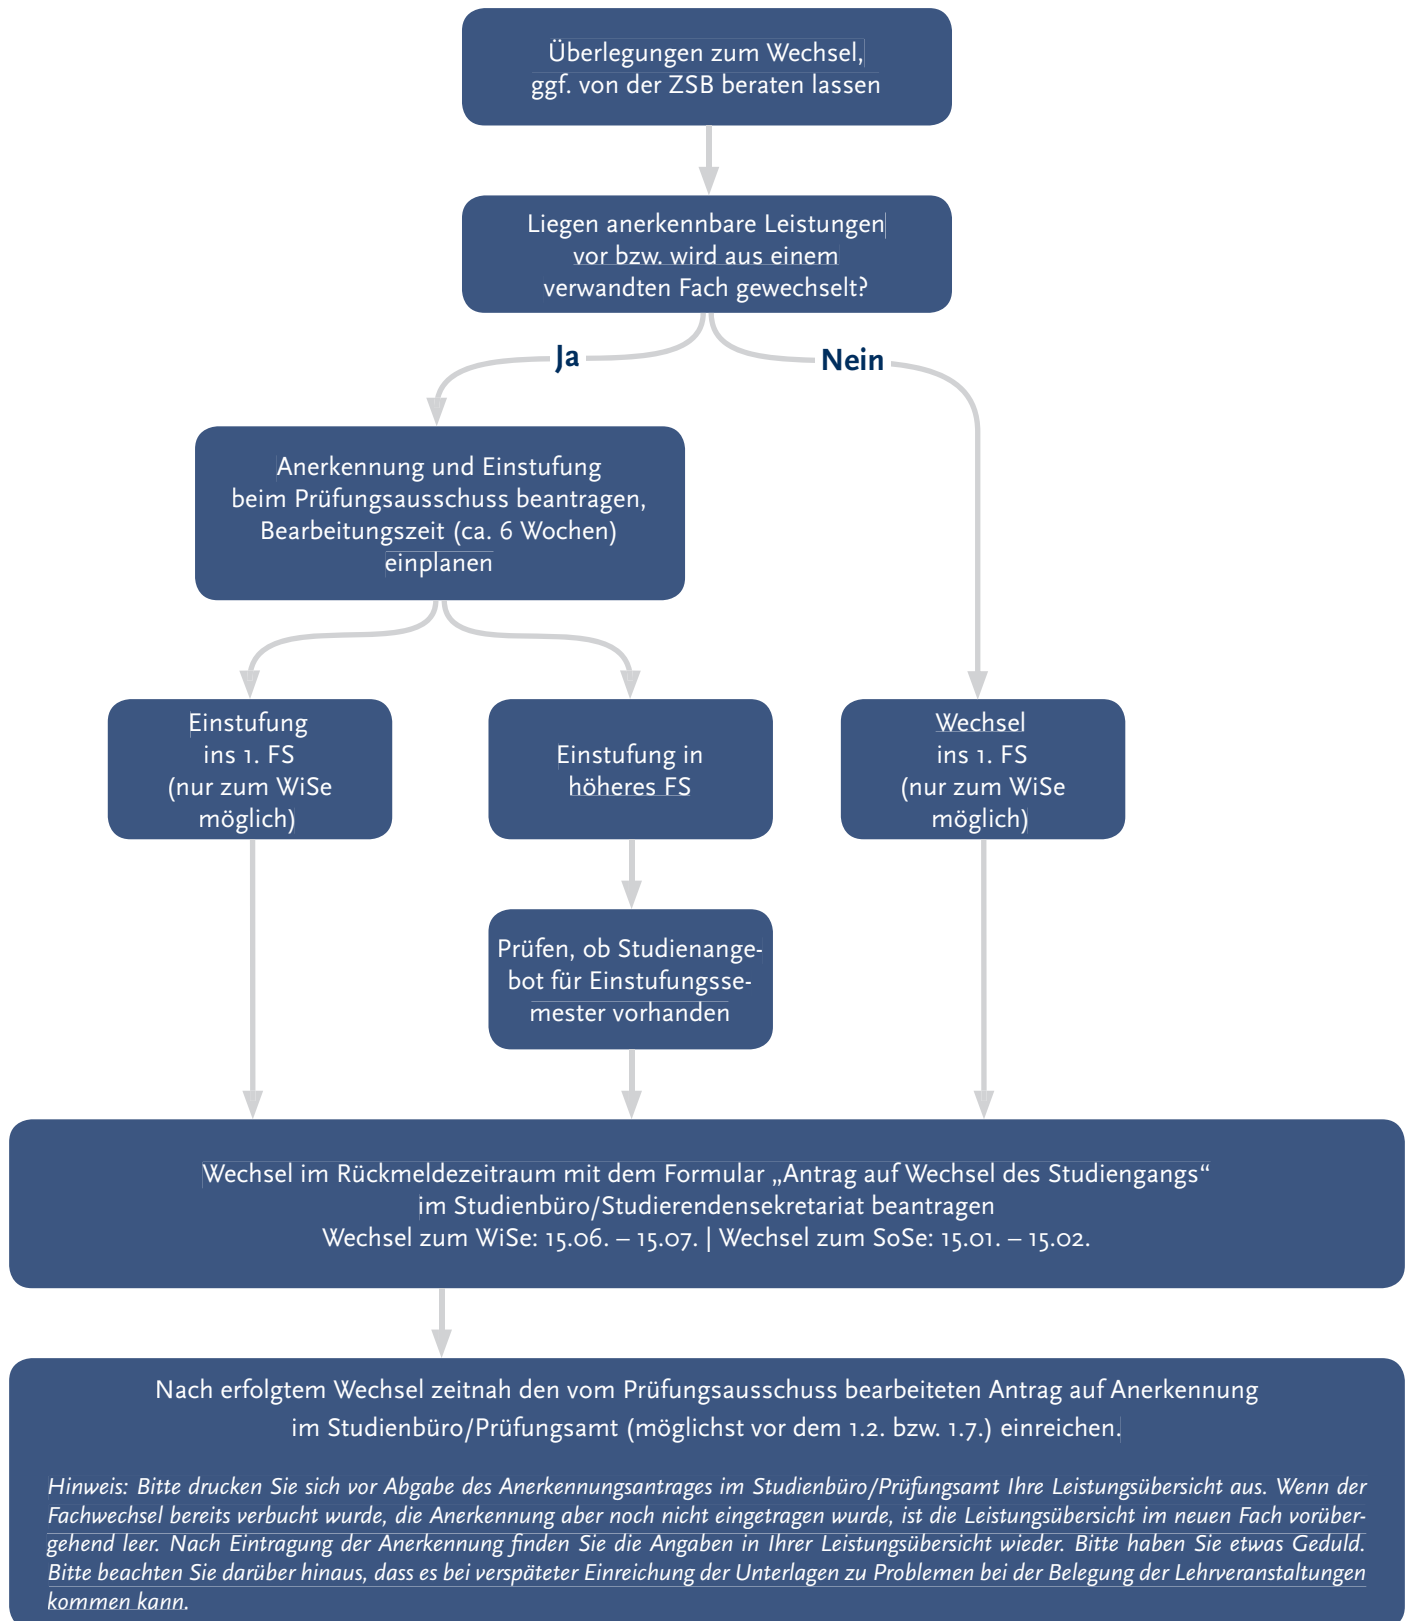 Überlegungen zum Wechsel,
ggf. von der ZSB beraten lassen
Liegen anerkennbare Leistungen
vor bzw. wird aus einem
verwandten Fach gewechselt?
Ja
Nein
Anerkennung und Einstufung
beim Prüfungsausschuss beantragen,
Bearbeitungszeit (ca. 6 Wochen)
einplanen
Einstufung
ins 1. FS
(nur zum WiSe
möglich)
Einstufung in
höheres FS
Wechsel
ins 1. FS
(nur zum WiSe
möglich)
Prüfen, ob Studienange-
bot für Einstufungsse-
mester vorhanden
Wechsel im Rückmeldezeitraum mit dem Formular „Antrag auf Wechsel des Studiengangs“
im Studienbüro/Studierendensekretariat beantragen
Wechsel zum WiSe: 15.06. – 15.07. | Wechsel zum SoSe: 15.01. – 15.02.
Nach erfolgtem Wechsel zeitnah den vom Prüfungsausschuss bearbeiteten Antrag auf Anerkennung
im Studienbüro/Prüfungsamt (möglichst vor dem 1.2. bzw. 1.7.) einreichen.
Hinweis: Bitte drucken Sie sich vor Abgabe des Anerkennungsantrages im Studienbüro/Prüfungsamt Ihre Leistungsübersicht aus. Wenn der
Fachwechsel bereits verbucht wurde, die Anerkennung aber noch nicht eingetragen wurde, ist die Leistungsübersicht im neuen Fach vorüber-
gehend leer. Nach Eintragung der Anerkennung finden Sie die Angaben in Ihrer Leistungsübersicht wieder. Bitte haben Sie etwas Geduld.
Bitte beachten Sie darüber hinaus, dass es bei verspäteter Einreichung der Unterlagen zu Problemen bei der Belegung der Lehrveranstaltungen
kommen kann.